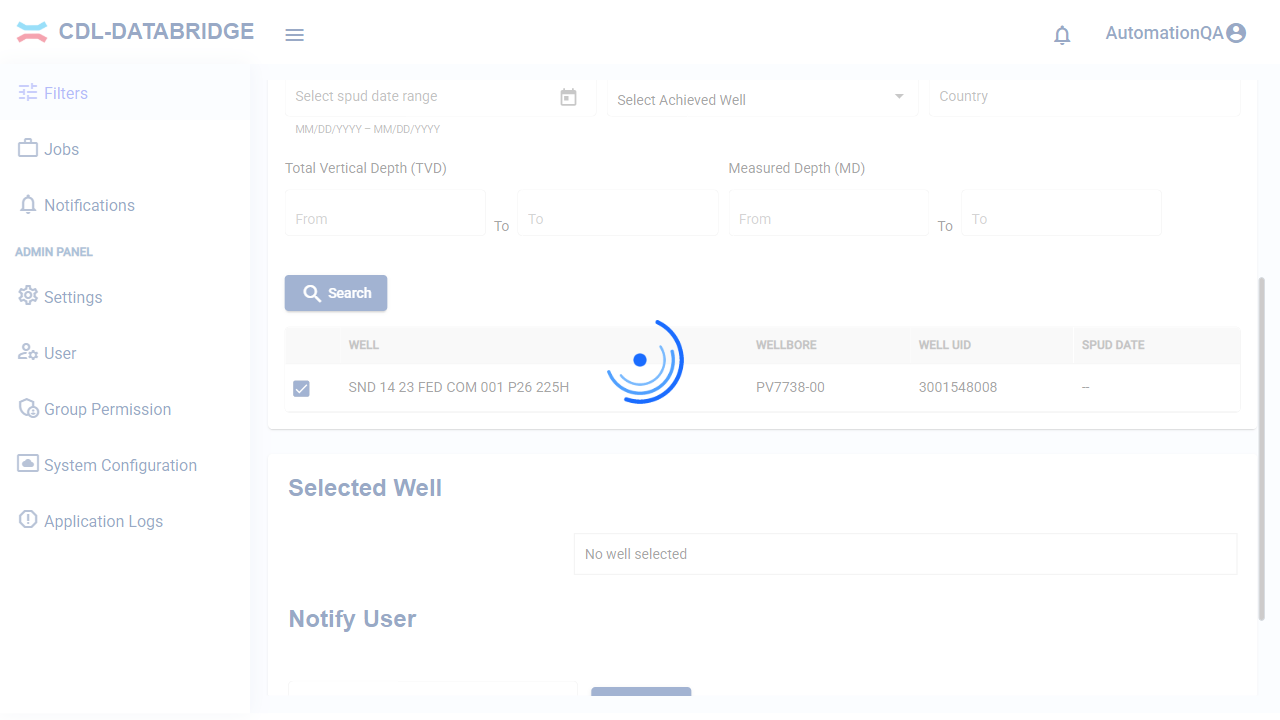 CDL-DATABRIDGE
AutomationQA
Filters
Jobs
Notifications
ADMIN PANEL
Settings
User
Group Permission
System Configuration
Application Logs
Select spud date range
Select Achieved Well
Country
MM/DD/YYYY – MM/DD/YYYY
Total Vertical Depth (TVD)
Measured Depth (MD)
From
To
To
From
To
To
Search
WELL
WELLBORE
WELL UID
SPUD DATE
SND 14 23 FED COM 001 P26 225H
PV7738-00
3001548008
--
Selected Well
No well selected
Notify User